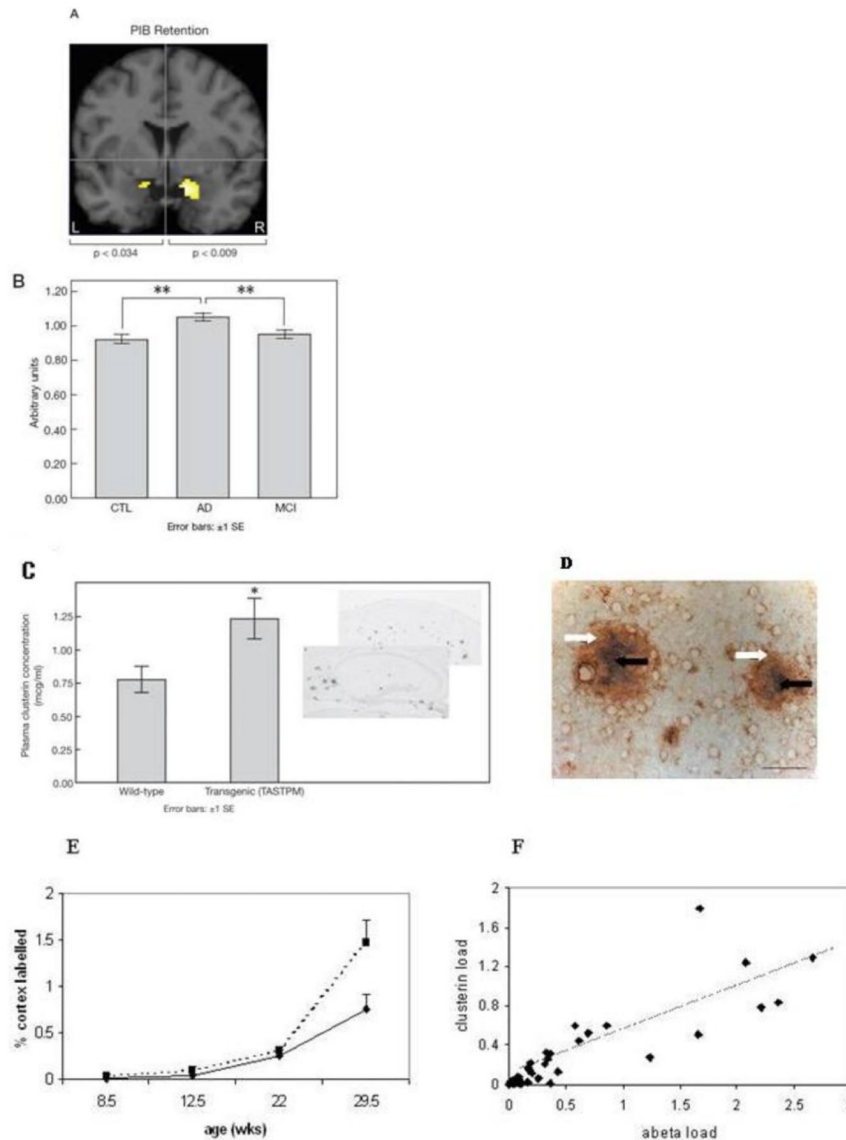 A
PIB Retention
L R
p < 0.034 p < 0.009
B
1.20
1.00
0.80
0.60
0.40
0.20
0.00
Arbitrary units
** **
CTL AD MCI
Error bars: ±1 SE
C
1.25
1.00
0.75
0.50
0.25
0.00
Plasma clusterin concentration
(mcg/ml)
*
Wild-type Transgenic (TASTPM)
Error bars: ±1 SE
D
E
2
1.5
1
0.5
0
% cortex labelled
8.5 12.5 22 29.5
age (wks)
F
2
1.6
1.2
0.8
0.4
0
clusterin load
0 0.5 1 1.5 2 2.5
abeta load